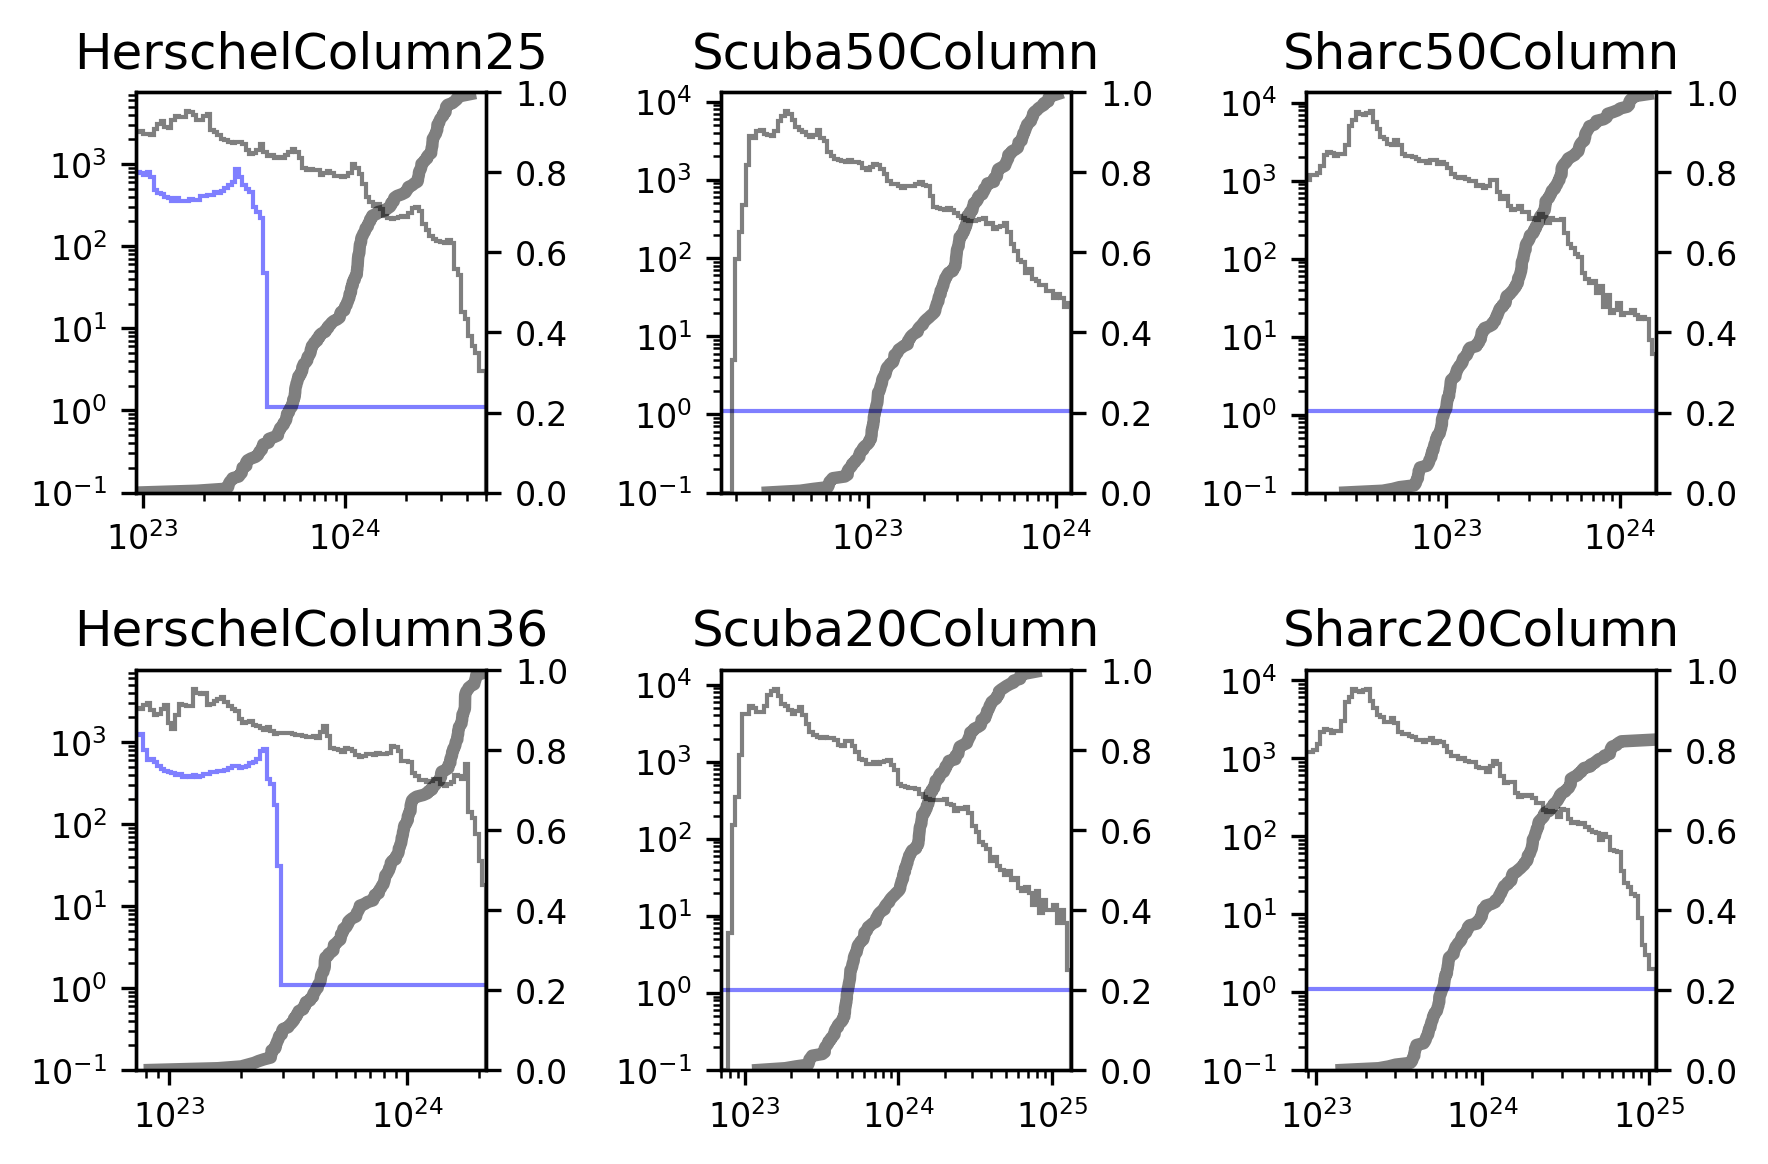 HerschelColumn25 Scuba50Column Sharc50Column
1.0 10⁴ 1.0 10⁴ 1.0
10³ 0.8 10³ 0.8 10³ 0.8
10² 0.6 10² 0.6 10² 0.6
10¹ 0.4 10¹ 0.4 10¹ 0.4
10⁰ 0.2 10⁰ 0.2 10⁰ 0.2
10⁻¹ 0.0 10⁻¹ 0.0 10⁻¹ 0.0
10²³ 10²⁴ 10²³ 10²⁴ 10²³ 10²⁴
HerschelColumn36 Scuba20Column Sharc20Column
1.0 10⁴ 1.0 10⁴ 1.0
10³ 0.8 10³ 0.8 10³ 0.8
10² 0.6 10² 0.6 10² 0.6
10¹ 0.4 10¹ 0.4 10¹ 0.4
10⁰ 0.2 10⁰ 0.2 10⁰ 0.2
10⁻¹ 0.0 10⁻¹ 0.0 10⁻¹ 0.0
10²³ 10²⁴ 10²³ 10²⁴ 10²⁵ 10²³ 10²⁴ 10²⁵